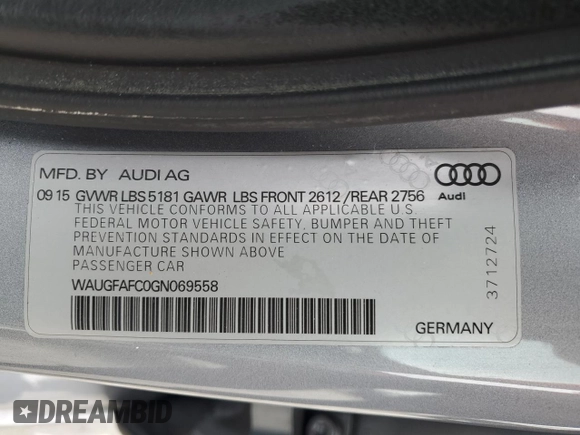 MFD. BY AUDI AG
09 15 GVWR LBS 5181 GAWR LBS FRONT 2612 /REAR 2756
Audi
THIS VEHICLE CONFORMS TO ALL APPLICABLE U.S.
FEDERAL MOTOR VEHICLE SAFETY, BUMPER AND THEFT
PREVENTION STANDARDS IN EFFECT ON THE DATE OF
MANUFACTURE SHOWN ABOVE
PASSENGER CAR
WAUGFAFC0GN069558
3712724
GERMANY
DREAMBID